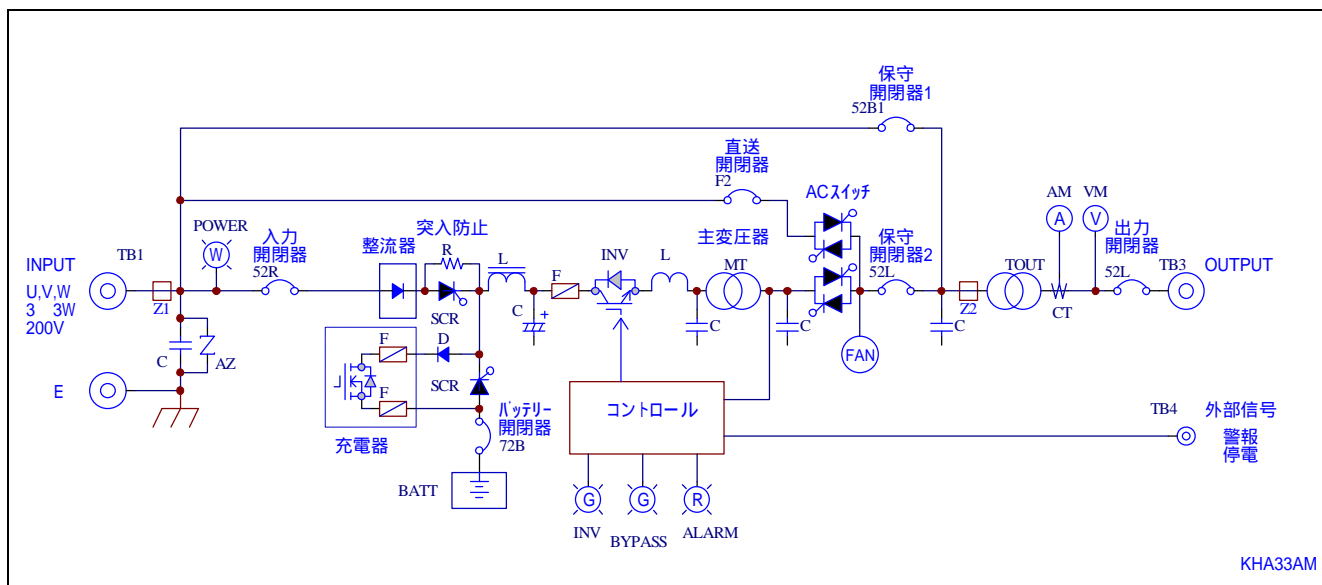 保守
開閉器1
52B1
直送
開閉器
F2
ACスイッチ
AM
VM
A
V
POWER
W
入力
開閉器
52R
整流器
突入防止
R
L
INV
L
主変圧器
MT
保守
開閉器2
52L
TOUT
出力
開閉器
52L
TB3
OUTPUT
INPUT
U,V,W
3 3W
200V
TB1
Z1
SCR
C
+
F
C
C
Z2
C
CT
FAN
C
AZ
E
F
D
F
SCR
充電器
バッテリー
開閉器
72B
BATT
コントロール
TB4
外部信号
警報
停電
G
G
R
INV
BYPASS
ALARM
KHA33AM